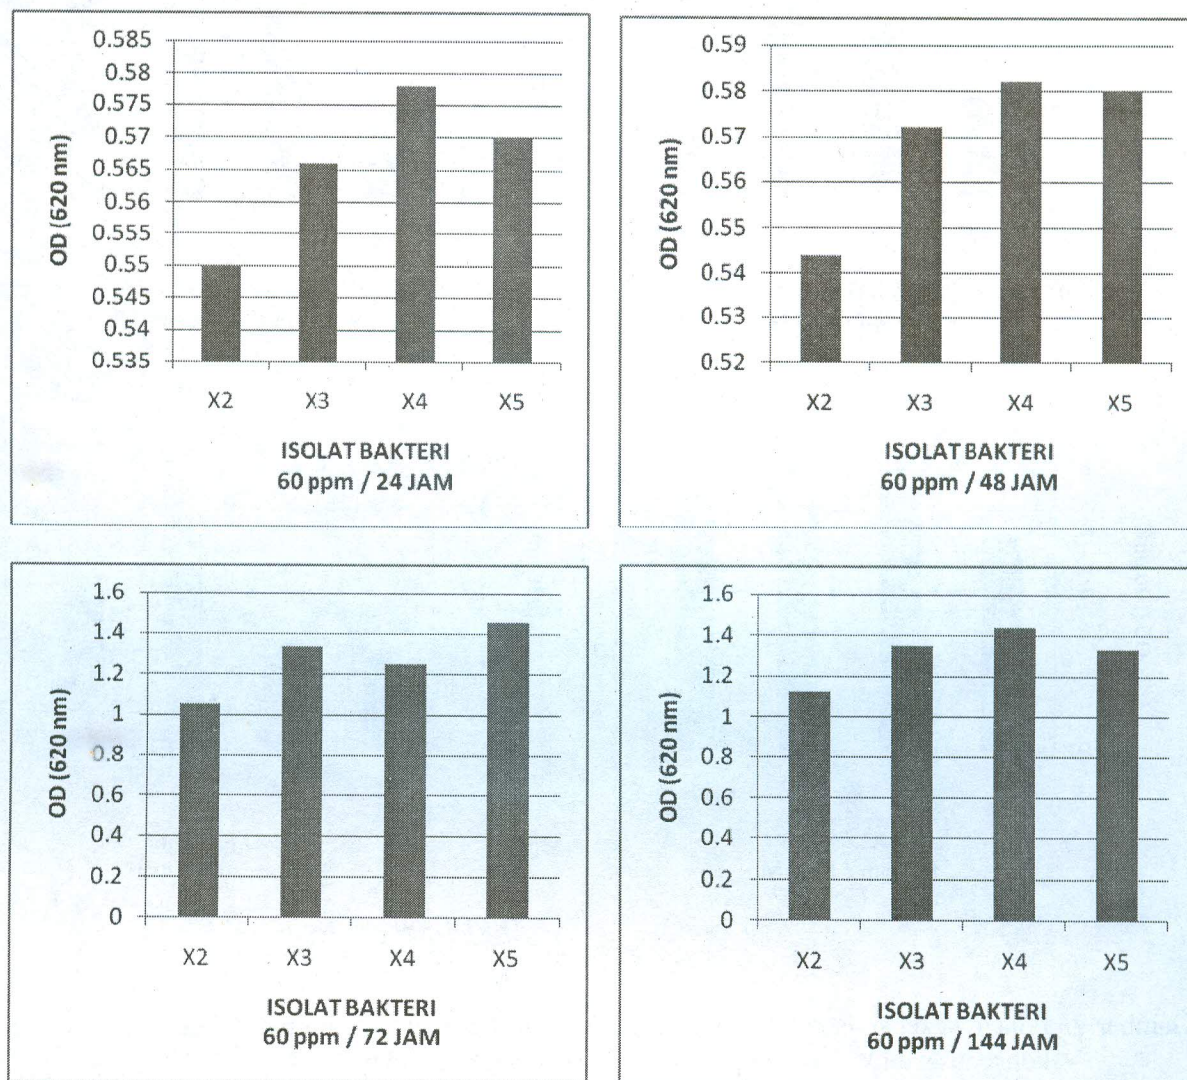 0.585
0.58
0.575
0.57
0.565
0.56
0.555
0.55
0.545
0.54
0.535
OD (620 nm)
X2 X3 X4 X5
ISOLAT BAKTERI
60 ppm / 24 JAM
0.59
0.58
0.57
0.56
0.55
0.54
0.53
0.52
OD (620 nm)
X2 X3 X4 X5
ISOLAT BAKTERI
60 ppm / 48 JAM
1.6
1.4
1.2
1
0.8
0.6
0.4
0.2
0
OD (620 nm)
X2 X3 X4 X5
ISOLAT BAKTERI
60 ppm / 72 JAM
1.6
1.4
1.2
1
0.8
0.6
0.4
0.2
0
OD (620 nm)
X2 X3 X4 X5
ISOLAT BAKTERI
60 ppm / 144 JAM